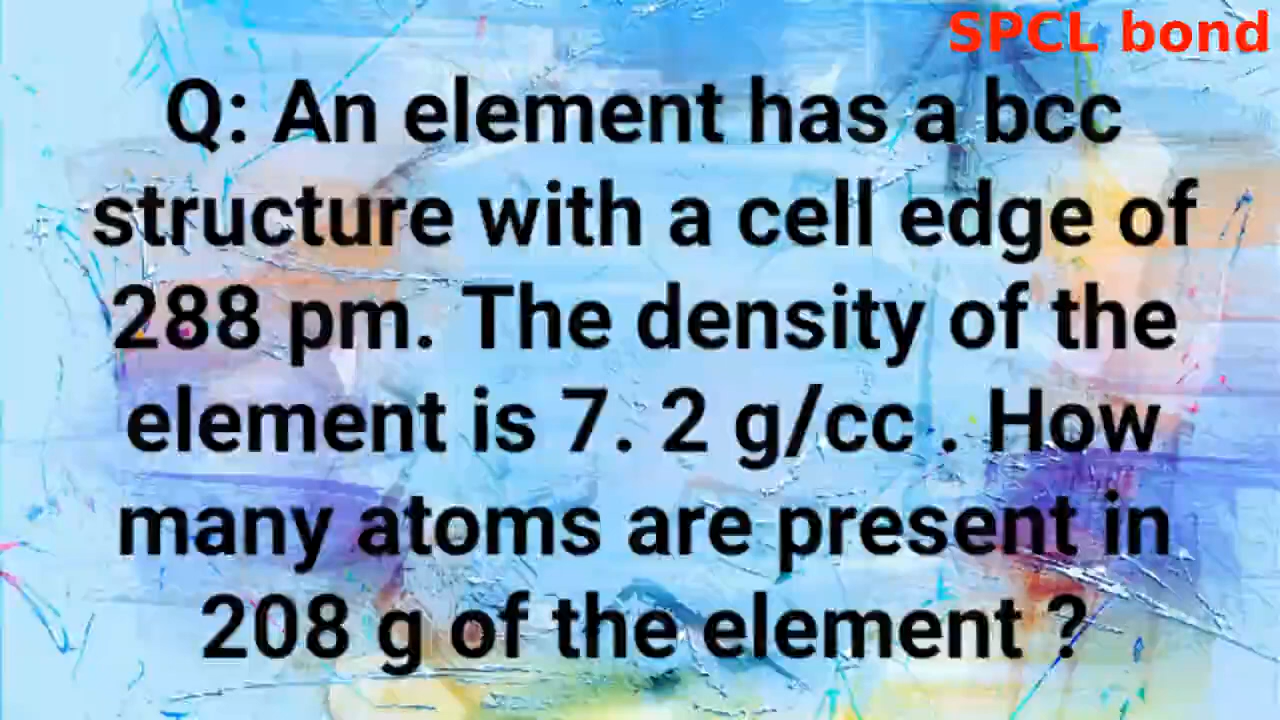 SPCL bond
Q: An element has a bcc
structure with a cell edge of
288 pm. The density of the
element is 7. 2 g/cc . How
many atoms are present in
208 g of the element ?